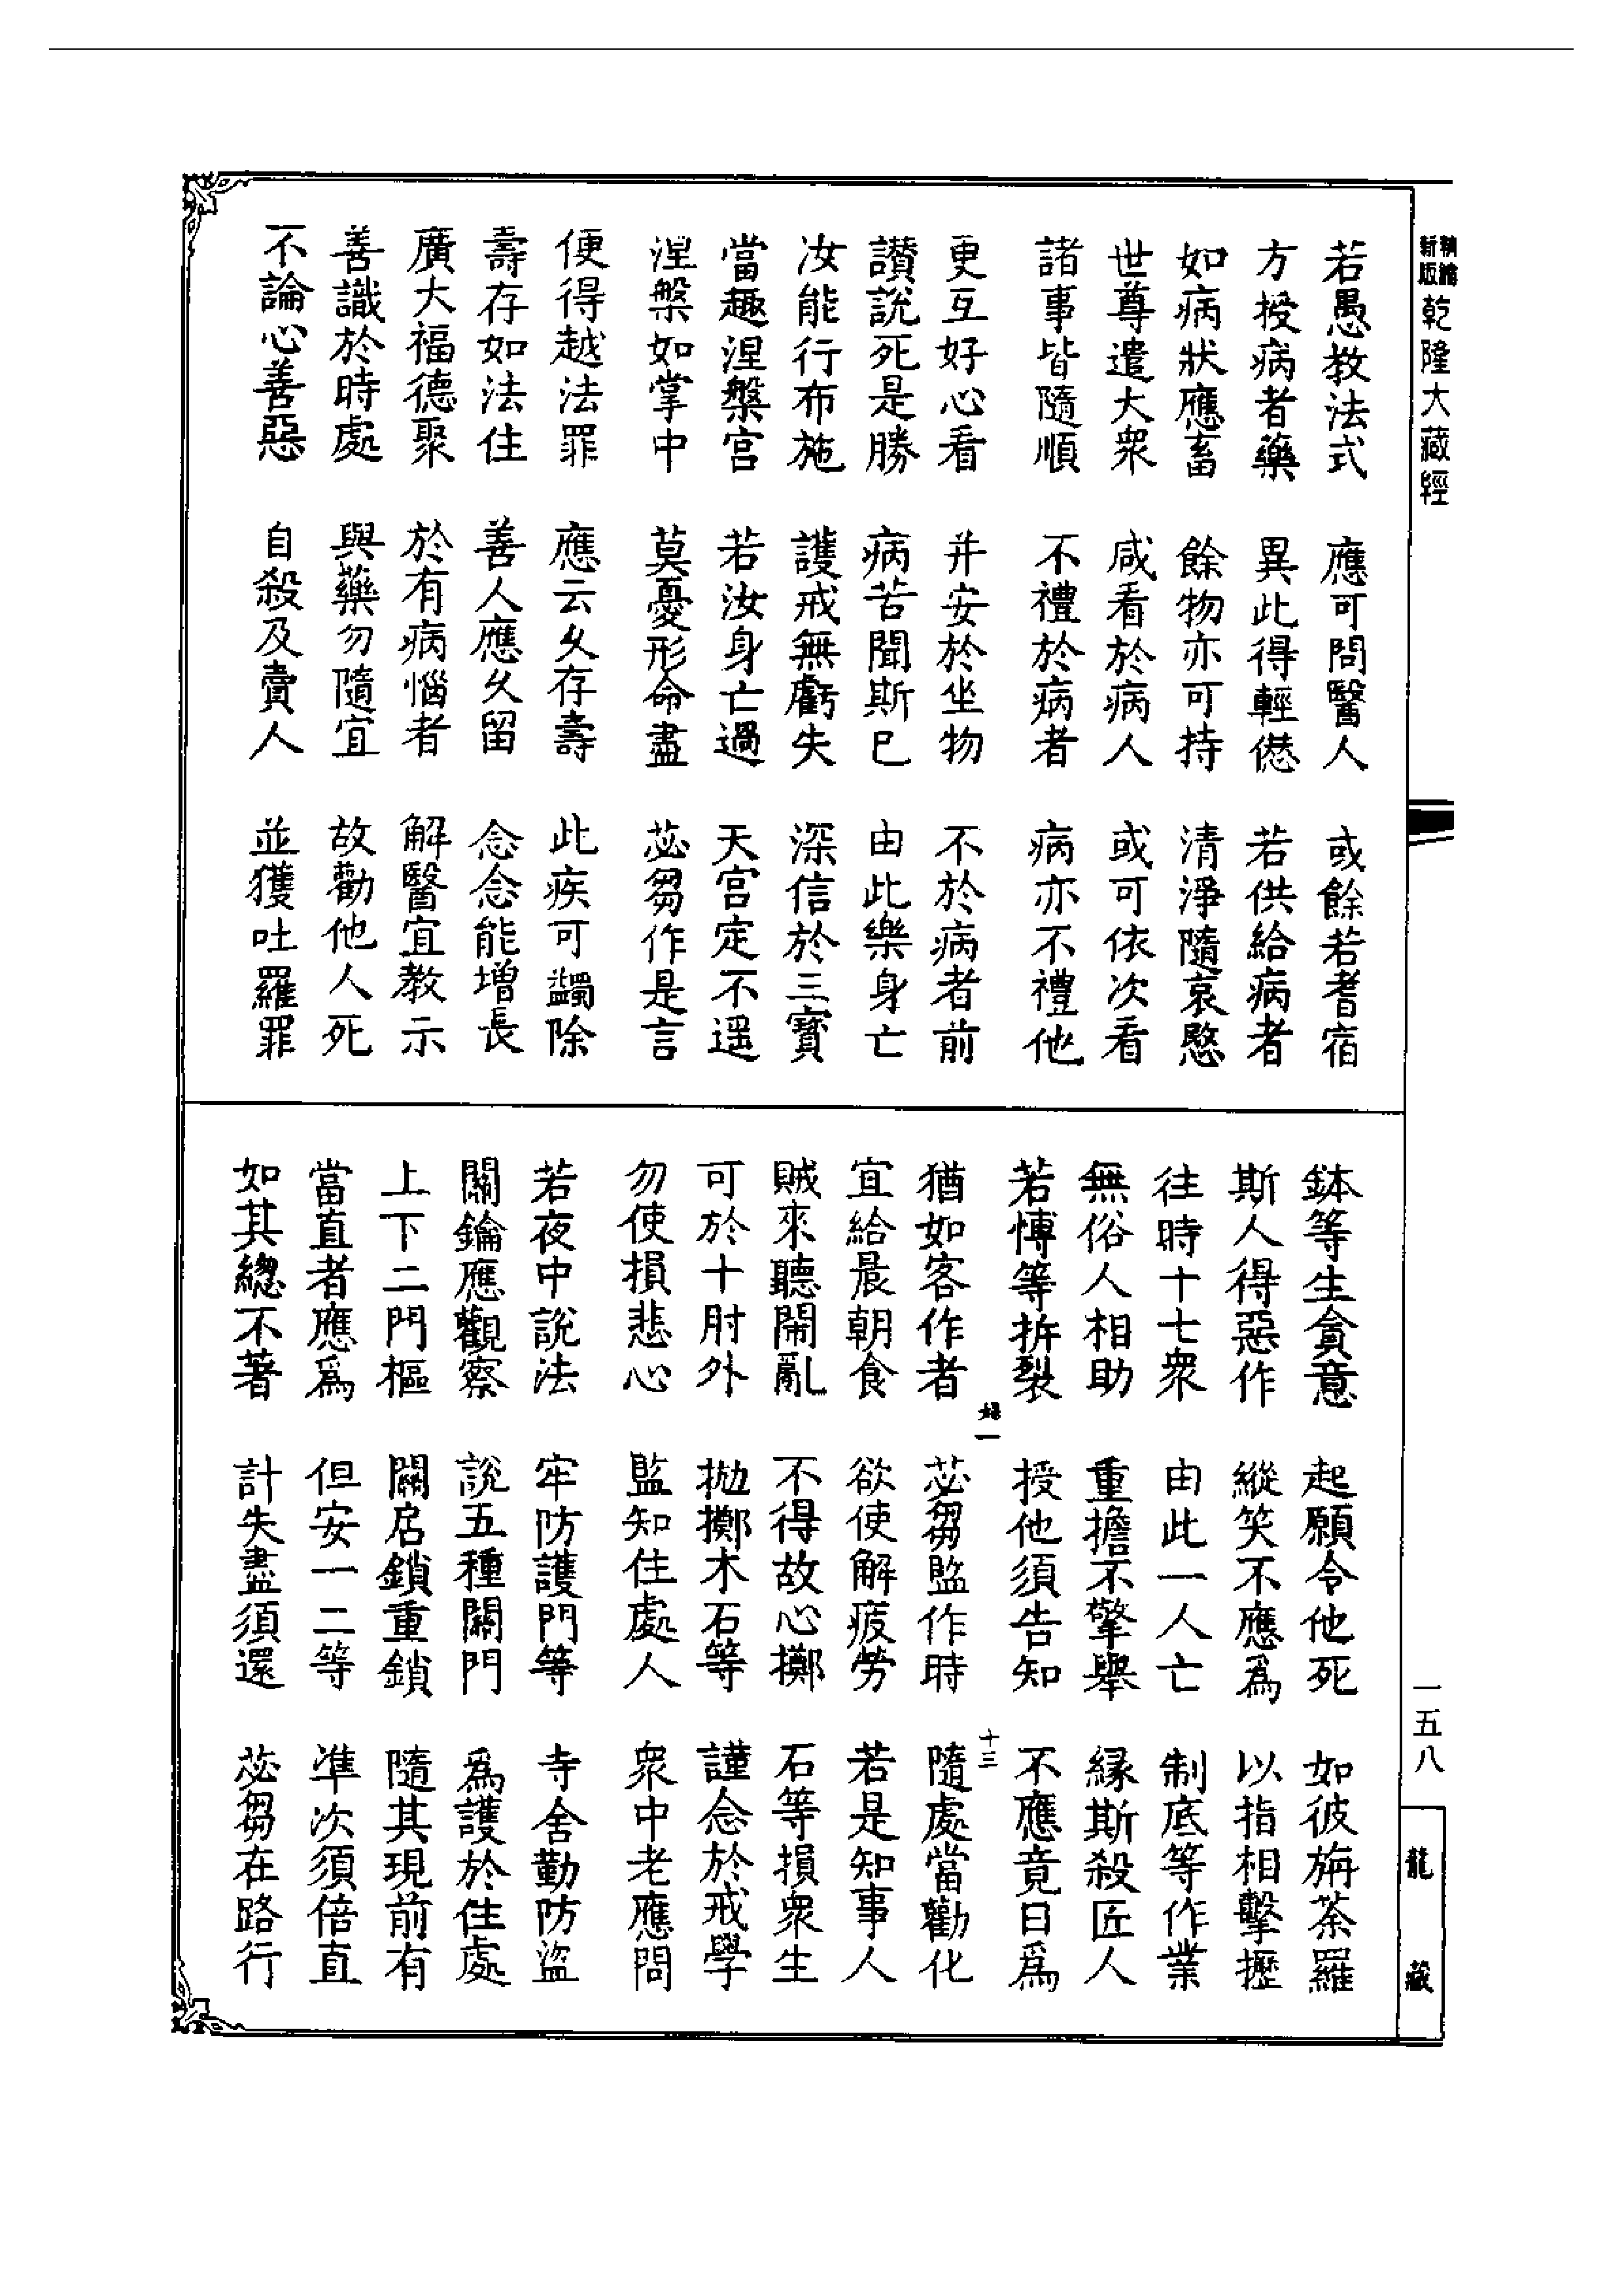 新版乾隆大藏經
若愚教法式　應可問醫人　或餘若耆宿
方授病者藥　異此得輕愆　若供給病者
如病狀應畜　餘物亦可持　清淨隨哀愍
世尊遣大衆　咸看於病人　或可依次看
諸事皆隨順　不禮於病者　病亦不禮他
更互好心看　并安於坐物　不於病者前
讃說死是勝　病苦聞斯已　由此樂身亡
汝能行布施　護戒無虧失　深信於三寳
當趣涅槃宮　若汝身亡過　天宮定不遥
涅槃如掌中　莫憂形命盡　苾芻作是言
便得越法罪　應云久存壽　此疾可蠲除
壽存如法住　善人應久留　念念能增長
廣大福德聚　於有病惱者　解醫宜教示
善識於時處　與藥勿隨宜　故勸他人死
不論心善惡　自殺及賣人　並獲吐羅罪
鉢等生貪意　起願令他死　如彼旃荼羅
斯人得惡作　縱笑不應爲　以指相擊攊
往時十七衆　由此一人亡　制底等作業
無俗人相助　重擔不擎舉　緣斯殺匠人
若愽等拆裂　授他須告知　不應竟日爲
十三
猶如客作者　苾芻監作時　隨處當勸化
宜給晨朝食　欲使解疲勞　若是知事人
賊來聽鬧亂　不得故心擲　石等損衆生
可於十肘外　抛擲木石等　謹念於戒學
勿使損悲心　監知住處人　衆中老應問
若夜中說法　牢防護門等　寺舍勤防盜
關鑰應觀察　說五種關門　爲護於住處
上下二門樞　關扂鎖重鎖　隨其現前有
當直者應爲　但安一二等　準次須倍直
如其總不著　計失盡須還　苾芻在路行
一五八
龍藏